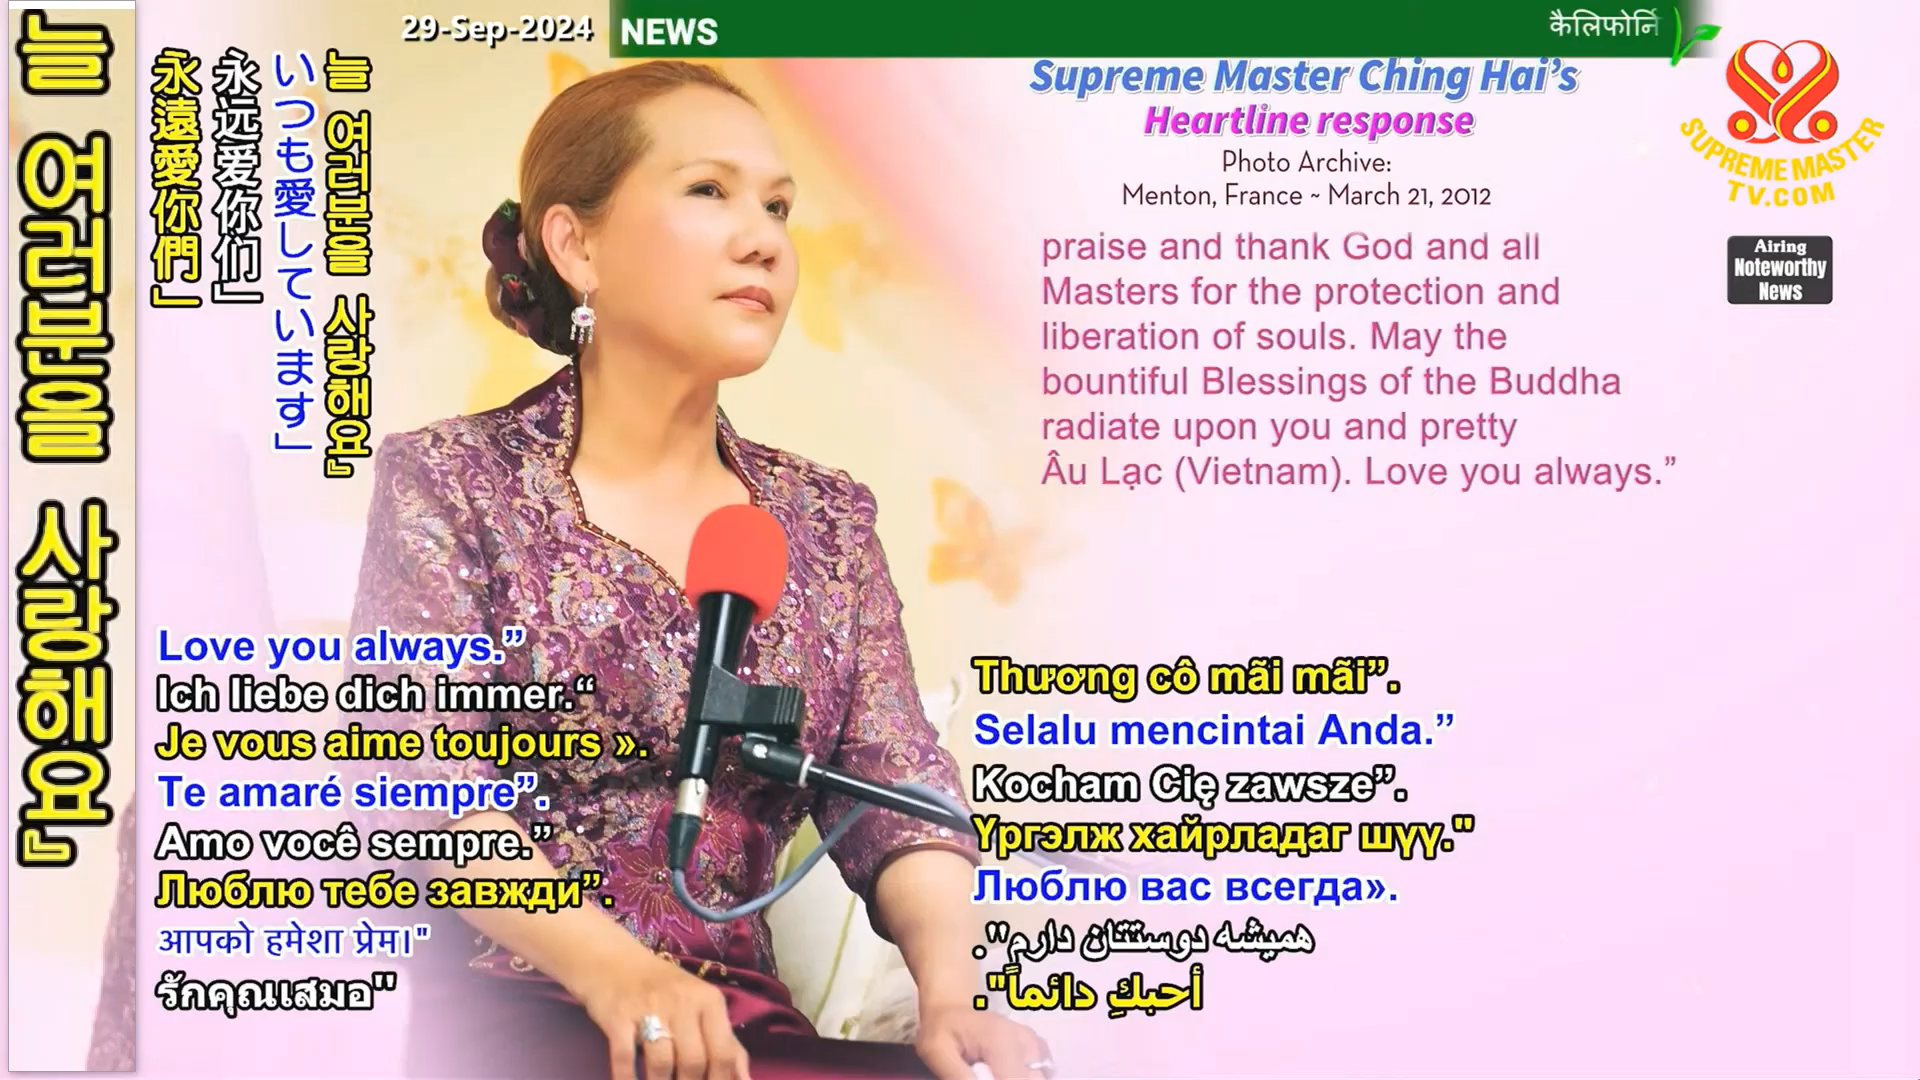 늘 여러분을 사랑해요』
永遠愛你們」
永远爱你们」
いつも愛しています」
늘 여러분을 사랑해요』
29-Sep-2024
NEWS
कैलिफोर्नि
Supreme Master Ching Hai’s
Heartline response
Photo Archive:
Menton, France ~ March 21, 2012
praise and thank God and all
Masters for the protection and
liberation of souls. May the
bountiful Blessings of the Buddha
radiate upon you and pretty
Âu Lạc (Vietnam). Love you always.”
SUPREME MASTER
TV.COM
Airing
Noteworthy
News
Love you always.”
Ich liebe dich immer.“
Je vous aime toujours ».
Te amaré siempre”.
Amo você sempre.”
Люблю тебе завжди”.
आपको हमेशा प्रेम।"
รักคุณเสมอ"
Thương cô mãi mãi”.
Selalu mencintai Anda.”
Kocham Cię zawsze”.
Үргэлж хайрладаг шүү."
Люблю вас всегда».
همیشه دوستتان دارم".
أحبكِ دائماً".